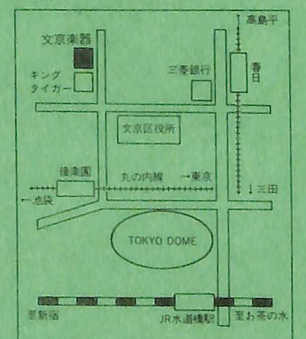 高島平
文京楽器
キング
タイガー
三菱銀行
春日
文京区役所
後楽園
丸の内線
→東京
←池袋
↓三田
TOKYO DOME
至新宿
JR水道橋駅
至お茶の水